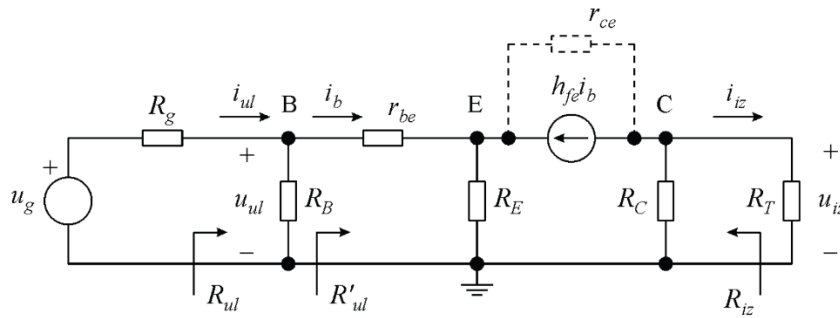 r_ce
R_g i_ul B i_b r_be E h_fe i_b C i_iz
+ + +
u_g u_ul R_B R_E R_C R_T u_iz
− −
R_ul R'_ul R_iz